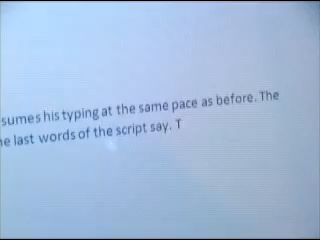 sumes his typing at the same pace as before. The
e last words of the script say. T